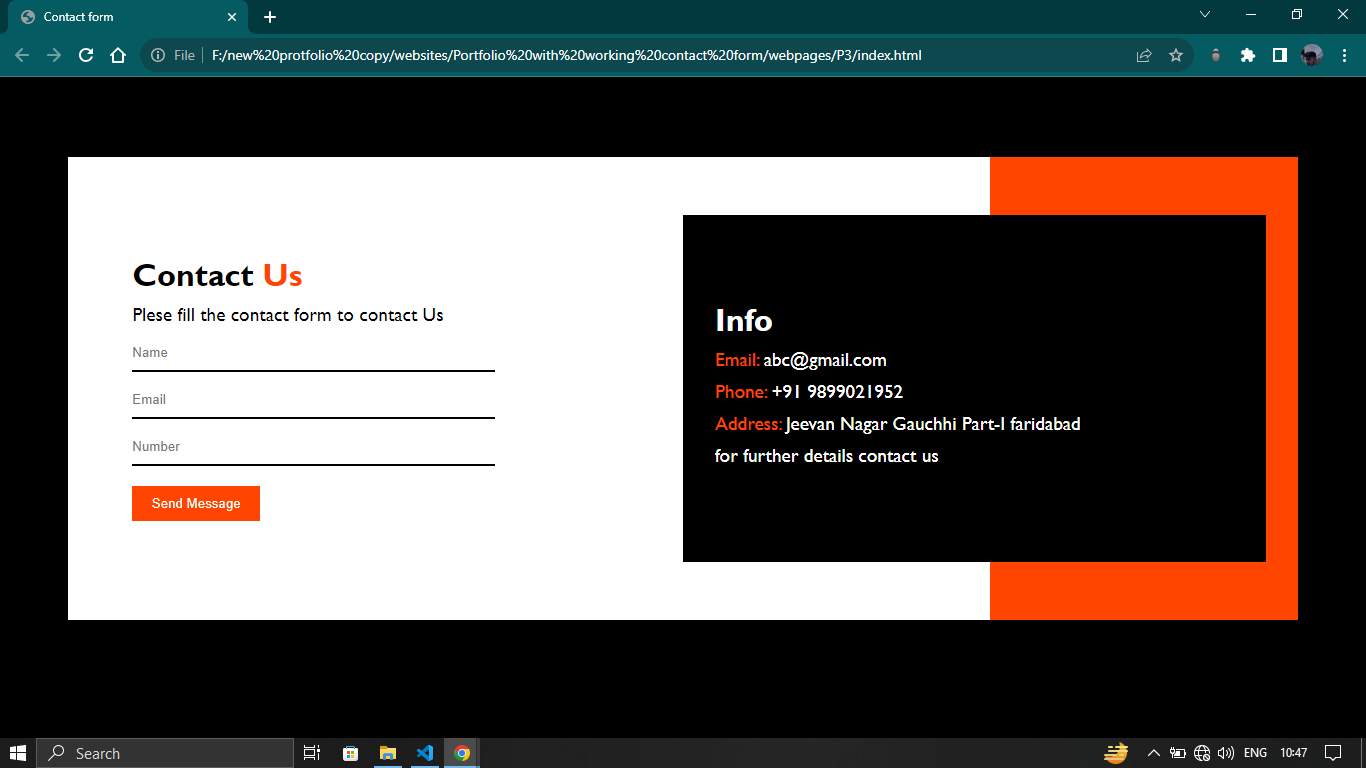 Contact form
File
F:/new%20protfolio%20copy/websites/Portfolio%20with%20working%20contact%20form/webpages/P3/index.html
Contact Us
Plese fill the contact form to contact Us
Name
Email
Number
Send Message
Info
Email: abc@gmail.com
Phone: +91 9899021952
Address: Jeevan Nagar Gauchhi Part-I faridabad
for further details contact us
Search
ENG
10:47